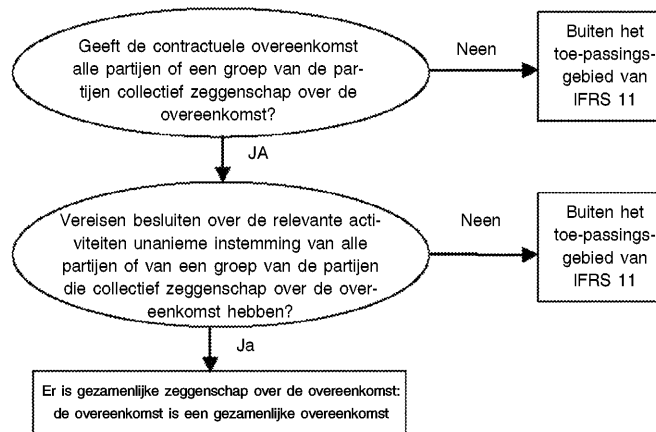 Geeft de contractuele overeenkomst
alle partijen of een groep van de par-
tijen collectief zeggenschap over de
overeenkomst?
Neen
Buiten het
toe-passings-
gebied van
IFRS 11
JA
Vereisen besluiten over de relevante acti-
viteiten unanieme instemming van alle
partijen of van een groep van de partijen
die collectief zeggenschap over de over-
eenkomst hebben?
Neen
Buiten het
toe-passings-
gebied van
IFRS 11
Ja
Er is gezamenlijke zeggenschap over de overeenkomst:
de overeenkomst is een gezamenlijke overeenkomst